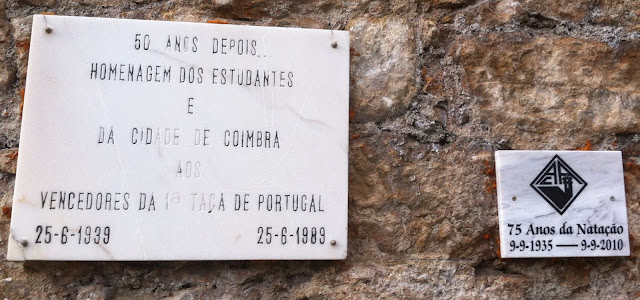 50 ANOS DEPOIS..
HOMENAGEM DOS ESTUDANTES
E
DA CIDADE DE COIMBRA
AOS
VENCEDORES DA 1ª TAÇA DE PORTUGAL
25-6-1939 25-6-1989
75 Anos da Natação
9-9-1935 — 9-9-2010